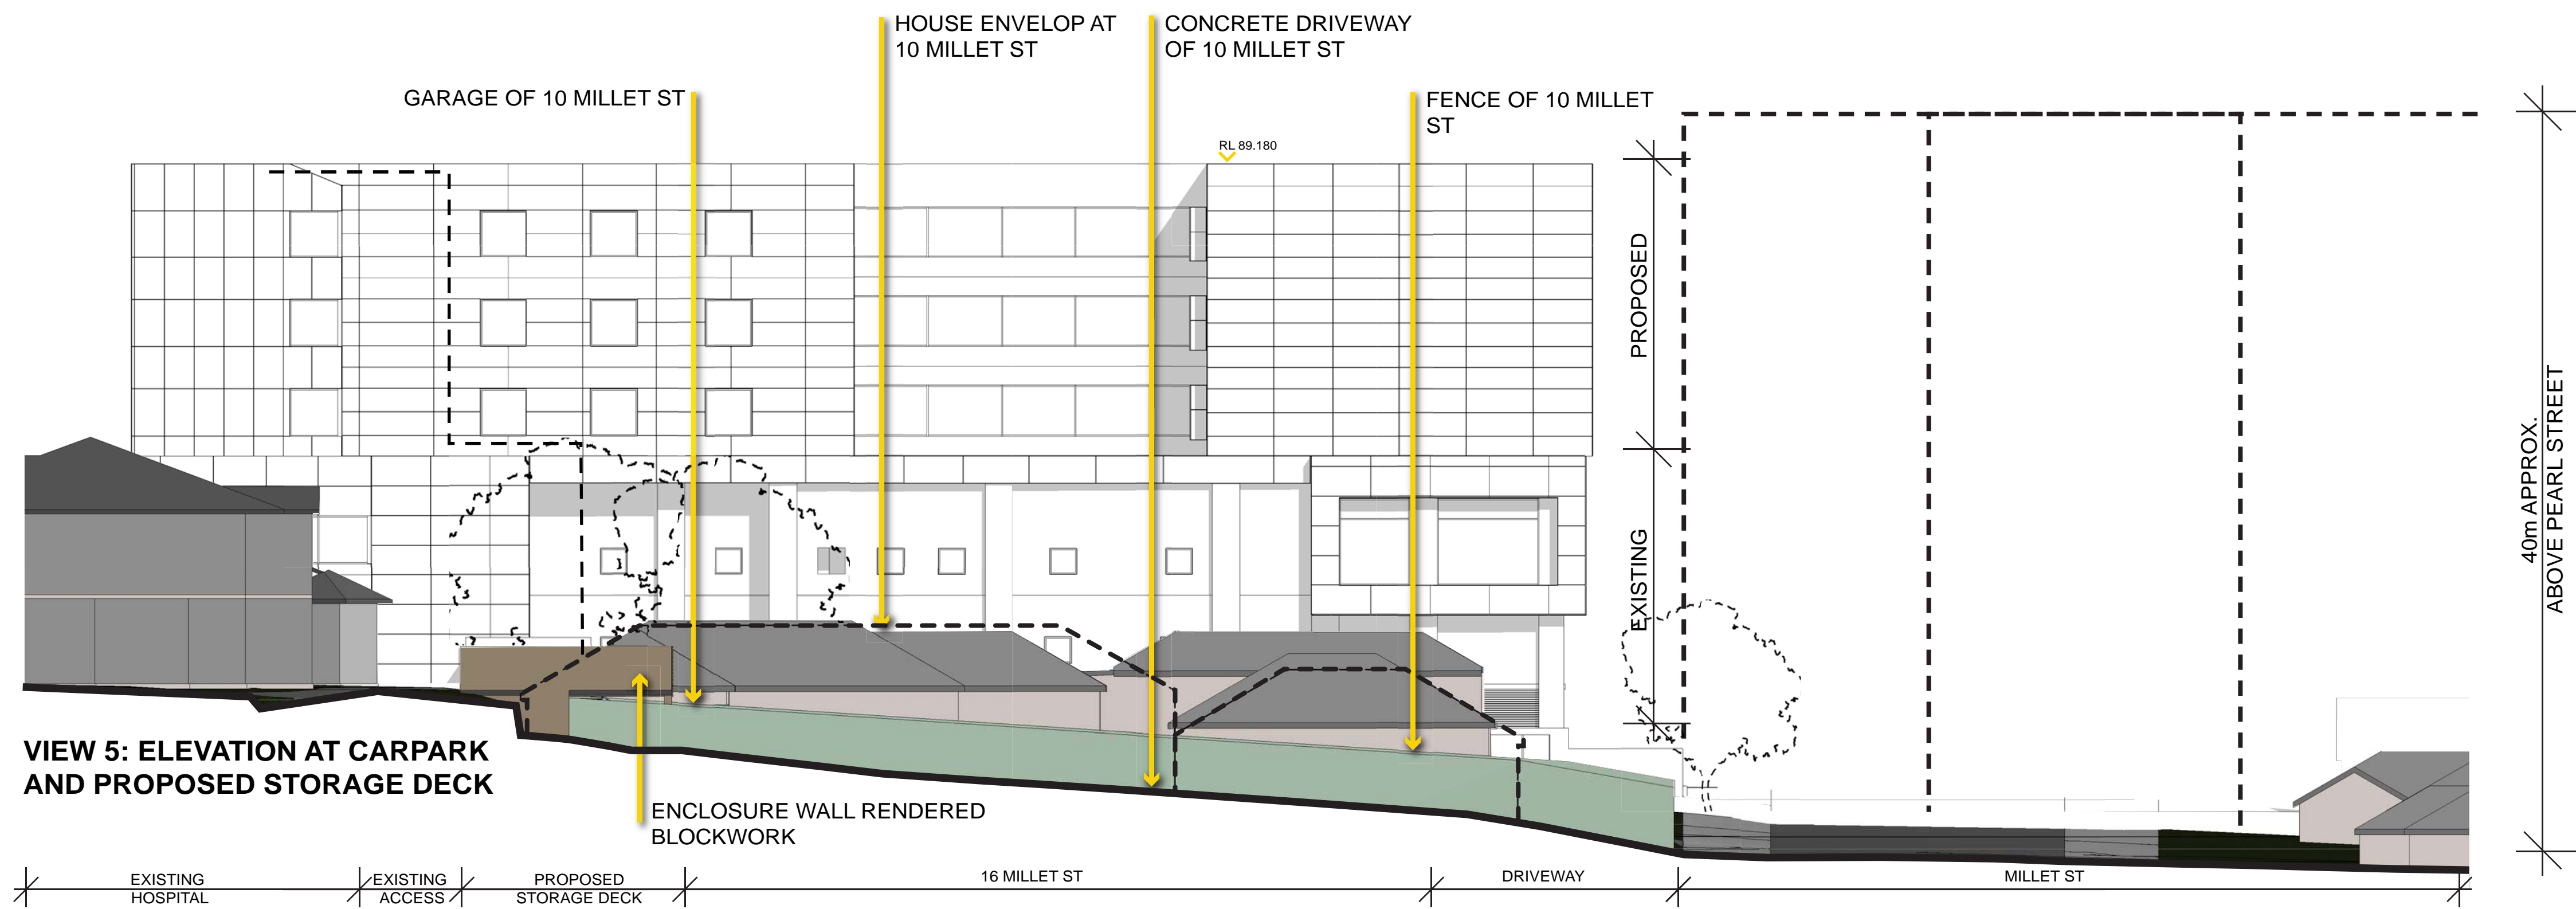 HOUSE ENVELOP AT
10 MILLET ST
CONCRETE DRIVEWAY
OF 10 MILLET ST
GARAGE OF 10 MILLET ST
FENCE OF 10 MILLET
ST
RL 89.180
PROPOSED
EXISTING
40m APPROX.
ABOVE PEARL STREET
VIEW 5: ELEVATION AT CARPARK
AND PROPOSED STORAGE DECK
ENCLOSURE WALL RENDERED
BLOCKWORK
EXISTING
HOSPITAL
EXISTING
ACCESS
PROPOSED
STORAGE DECK
16 MILLET ST
DRIVEWAY
MILLET ST